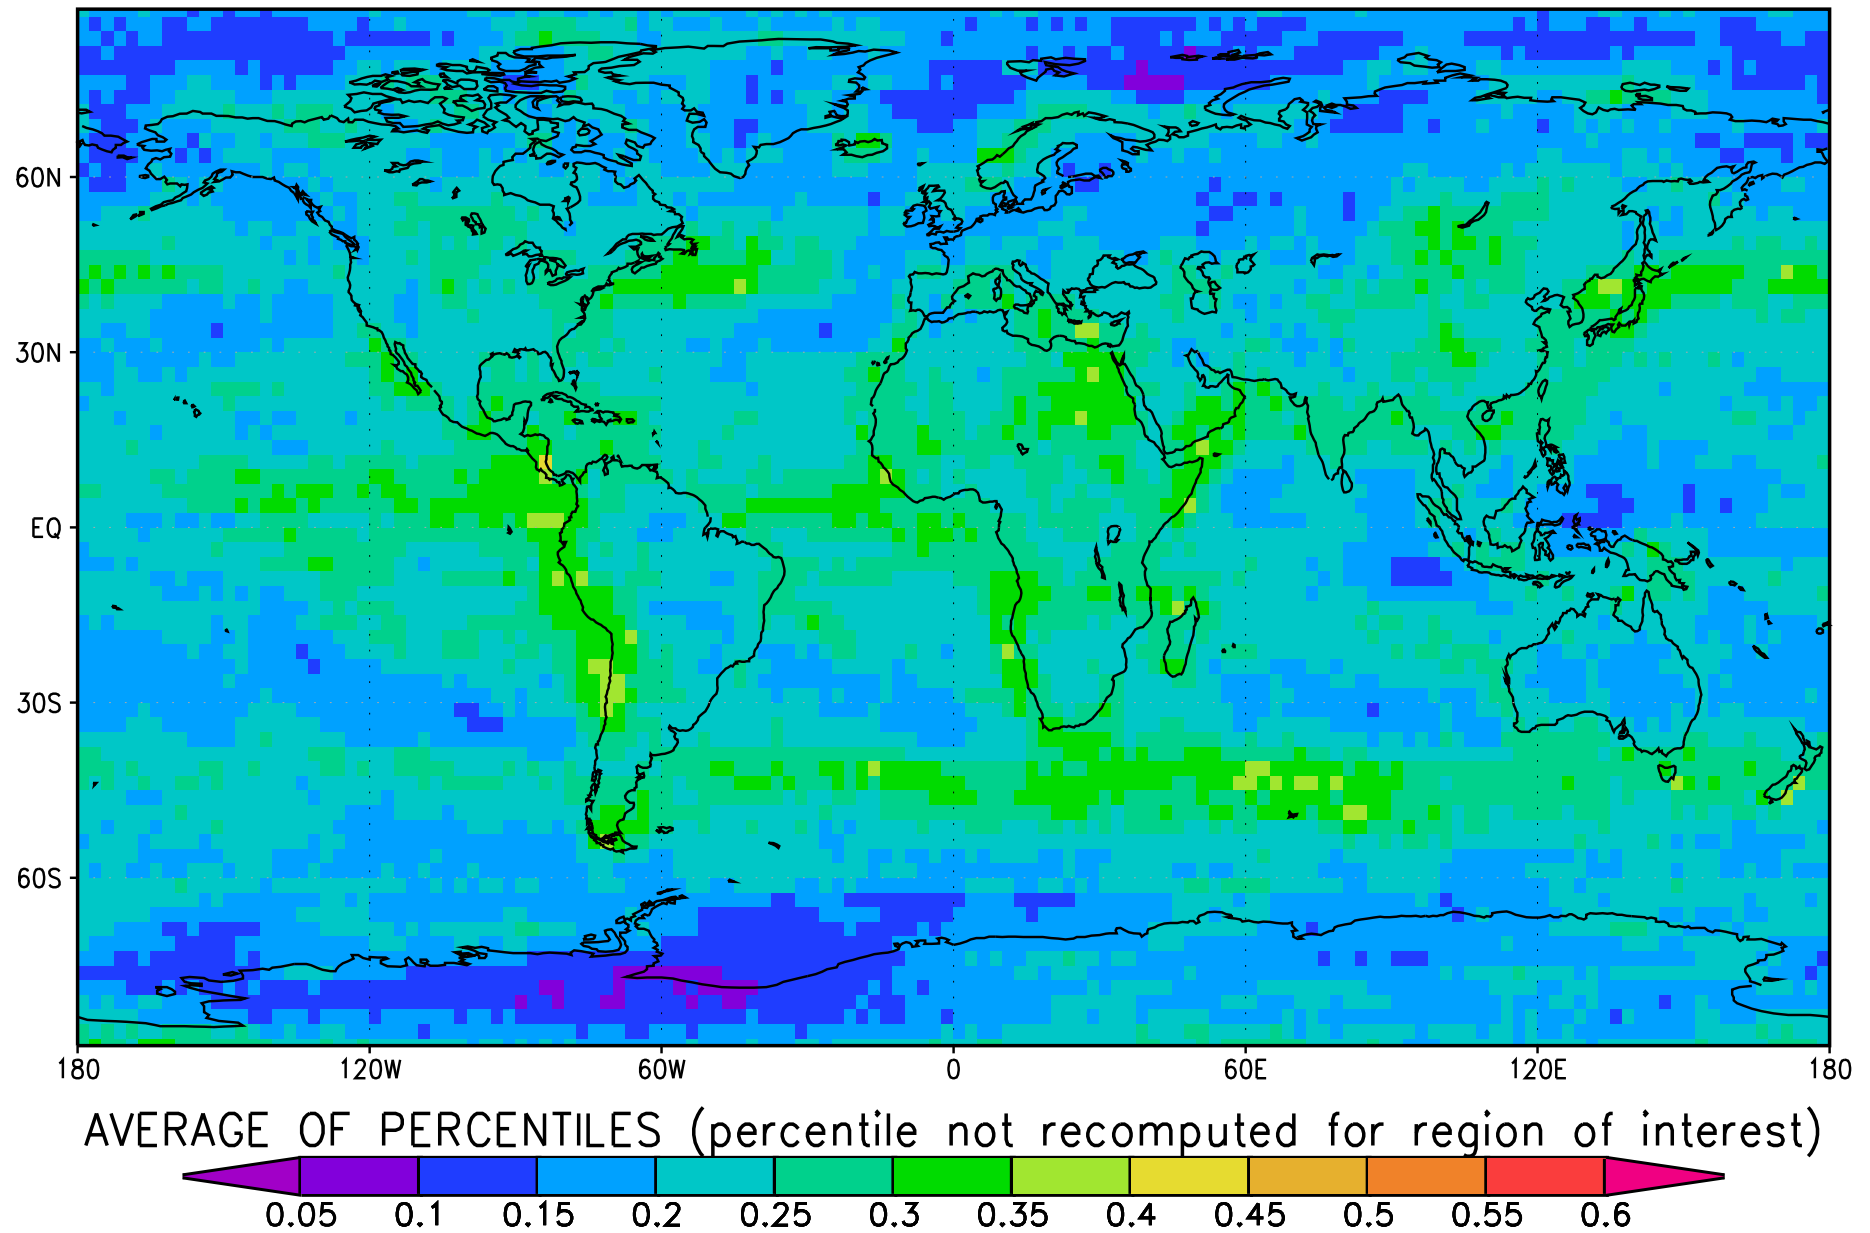 60N
30N
EQ
30S
60S
180 120W 60W 0 60E 120E 180
AVERAGE OF PERCENTILES (percentile not recomputed for region of interest)
0.05 0.1 0.15 0.2 0.25 0.3 0.35 0.4 0.45 0.5 0.55 0.6